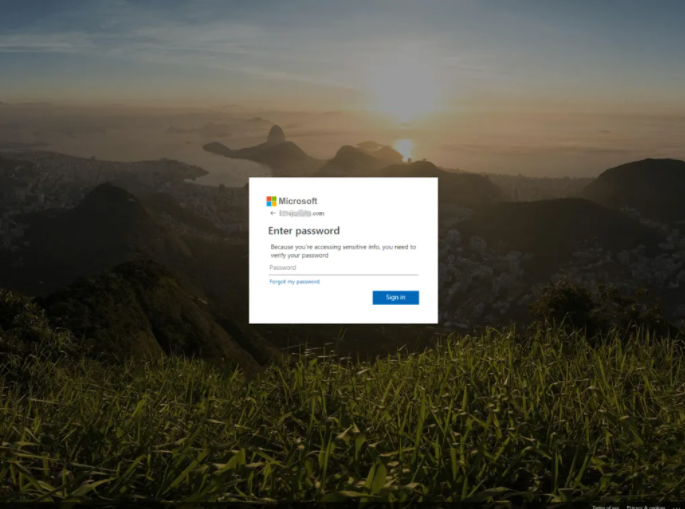 Microsoft
.com
Enter password
Because you're accessing sensitive info, you need to
verify your password
Password
Forgot my password
Sign in
Terms of use Privacy & cookies ...